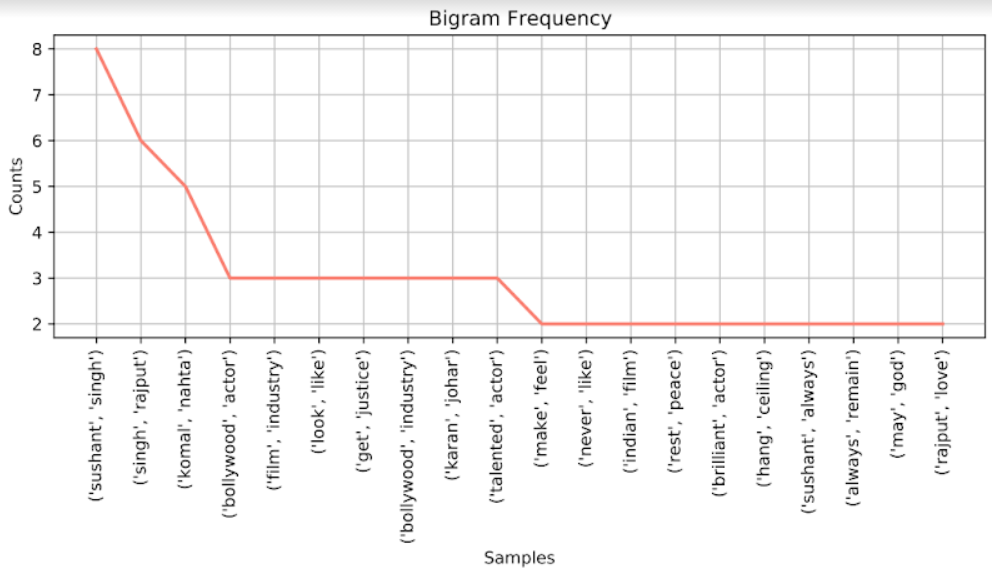 Bigram Frequency
8
7
6
5
4
3
2
Counts
('sushant', 'singh')
('singh', 'rajput')
('komal', 'nahta')
('bollywood', 'actor')
('film', 'industry')
('look', 'like')
('get', 'justice')
('bollywood', 'industry')
('karan', 'johar')
('talented', 'actor')
('make', 'feel')
('never', 'like')
('indian', 'film')
('rest', 'peace')
('brilliant', 'actor')
('hang', 'ceiling')
('sushant', 'always')
('always', 'remain')
('may', 'god')
('rajput', 'love')
Samples